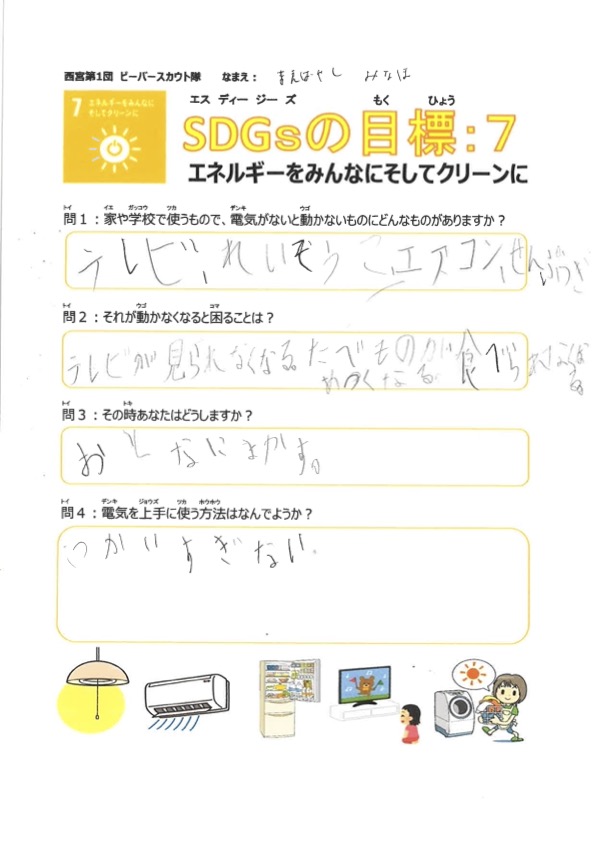 西宮第1団 ビーバースカウト隊 なまえ： まえばやし みなほ
7 エネルギーをみんなに
そしてクリーンに
エス ディー ジー ズ もく ひょう
SDGsの目標：7
エネルギーをみんなにそしてクリーンに
トイ イエ ガッコウ ツカ デンキ ウゴ
問1：家や学校で使うもので、電気がないと動かないものにどんなものがありますか？
テレビ、れいぞうこ、エアコン、せんぷうき
トイ ウゴ コマ
問2：それが動かなくなると困ることは？
テレビが見られなくなる たべものが食べられなくなる
あつくなる
トイ トキ
問3：その時あなたはどうしますか？
おとなにまかす。
トイ デンキ ジョウズ ツカ ホウホウ
問4：電気を上手に使う方法はなんでようか？
つかいすぎない。